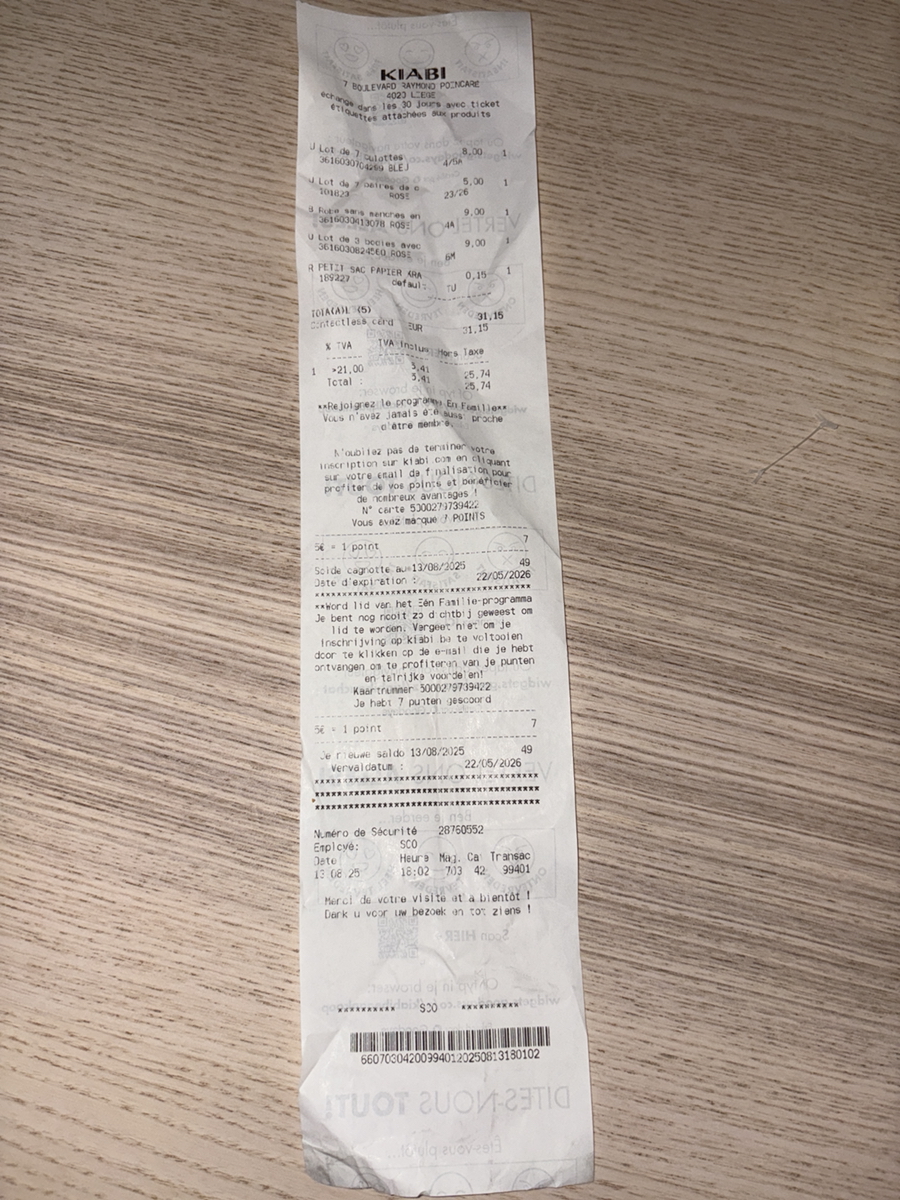 KIABI
7 BOULEVARD RAYMOND POINCARE
4020 LIEGE
échange dans les 30 jours avec ticket
étiquettes attachées aux produits
U Lot de 7 culottes 8,00 1
BLEJ 4/5A
U Lot de 7 paires de c 5,00 1
101823 ROSE 23/26
B Robe sans manches en 9,00 1
3616030413078 ROSE 4A
U Lot de 3 bodies avec 9,00 1
3616030824560 ROSE 6M
R PETIT SAC PAPIER KRA 0,15 1
189227 default TU
TOTA(A)L (5) 31,15
Contactless card EUR 31,15
% TVA TVA inclue Hors Taxe
1 >21,00 5,41 25,74
Total : 5,41 25,74
**Rejoignez le programme En Famille**
Vous n'avez jamais été aussi proche
d'être membre.
N'oubliez pas de terminer votre
inscription sur kiabi.com en cliquant
sur votre email de finalisation pour
profiter de vos points et bénéficier
de nombreux avantages !
N° carte 5000279739422
Vous avez marqué 7 POINTS
5€ = 1 point 7
Solde cagnotte au 13/08/2025 49
Date d'expiration : 22/05/2026
**************************************
**Word lid van het Eén Familie-programma
Je bent nog nooit zo dichtbij geweest om
lid te worden. Vergeet niet om je
inschrijving op kiabi.be te voltooien
door te klikken op de e-mail die je hebt
ontvangen om te profiteren van je punten
en talrijke voordelen!
Kaartnummer 5000279739422
Je hebt 7 punten gescoord
5€ = 1 point 7
Je nieuwe saldo 13/08/2025 49
Vervaldatum : 22/05/2026
**************************************
**************************************
**************************************
Numéro de Sécurité 28760552
Employé: SCO
Date Heure Mag. Ca Transac
13 08 25 18:02 703 42 99401
Merci de votre visite et à bientôt !
Dank u voor uw bezoek en tot ziens !
********** SCO **********
660703042009940120250813180102